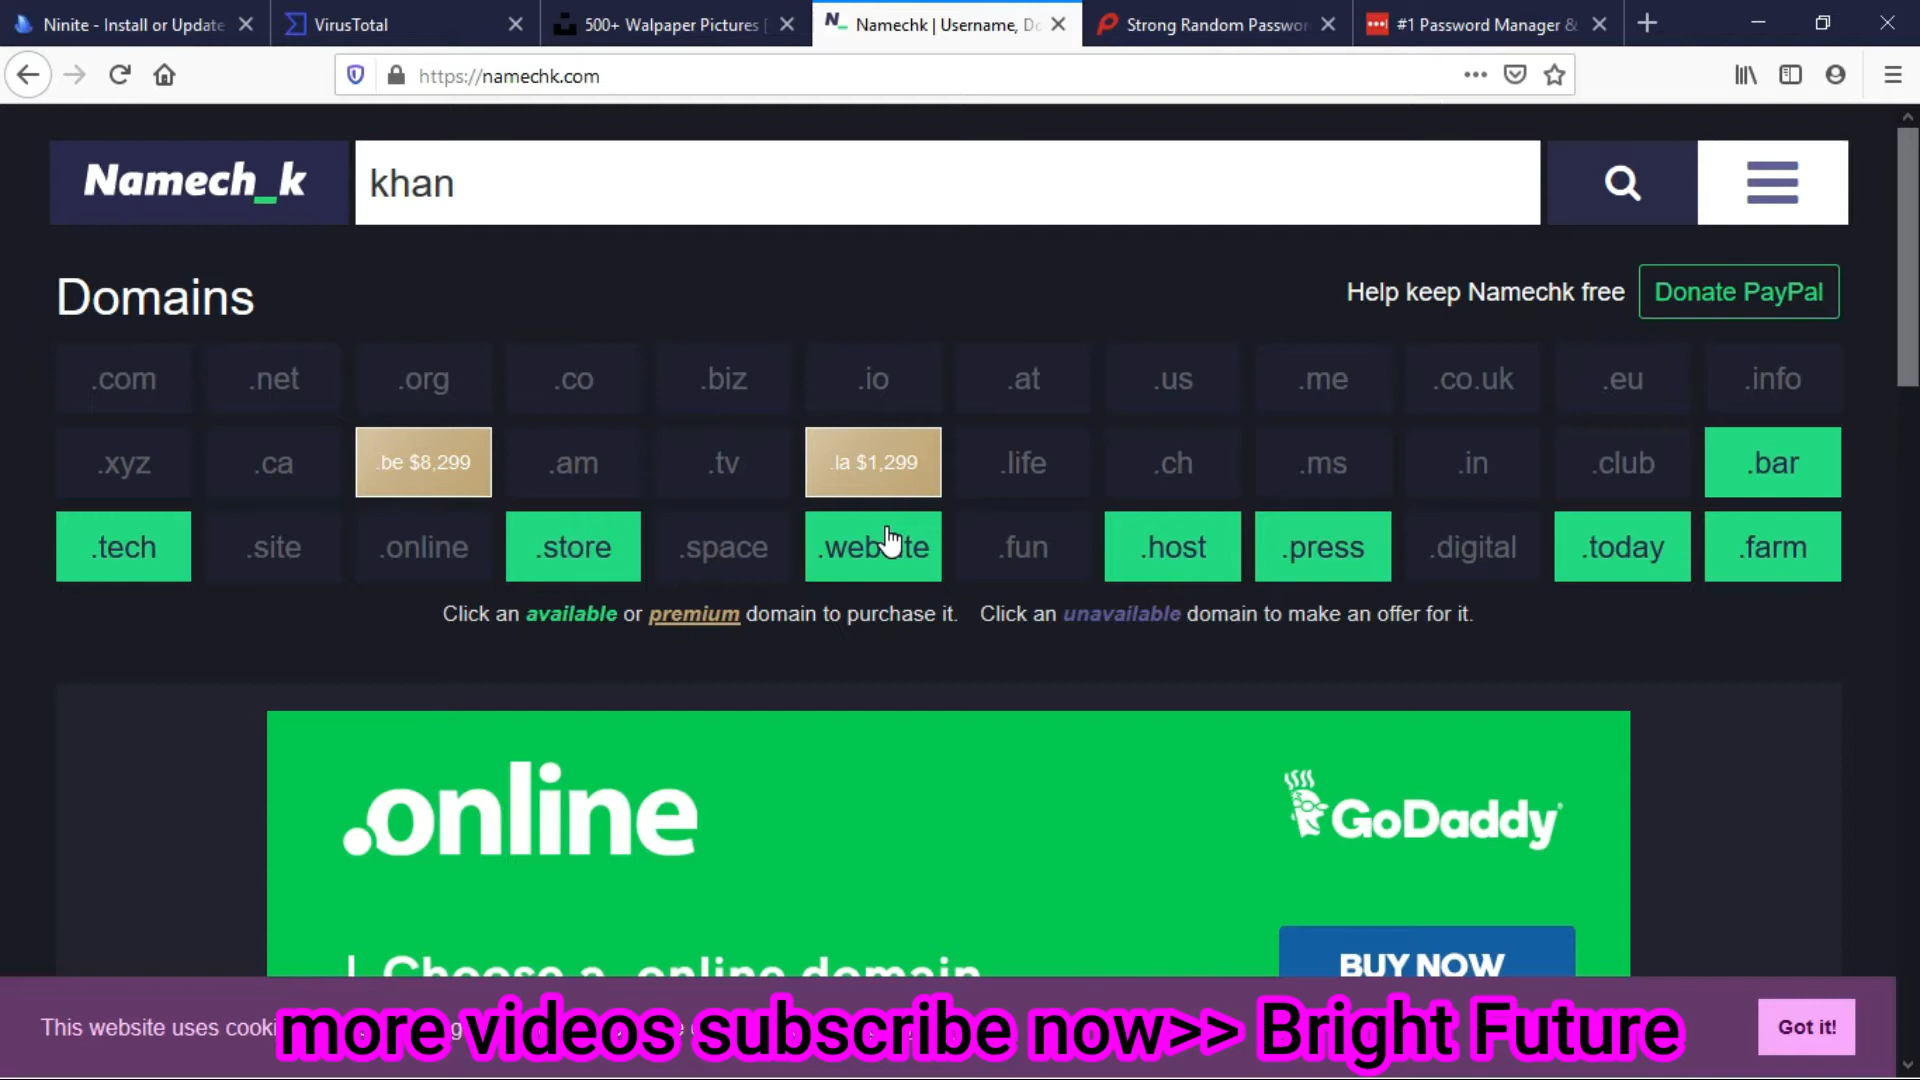 Ninite - Install or Update
VirusTotal
500+ Walpaper Pictures [
Namechk | Username, Do
Strong Random Passwor
#1 Password Manager &
https://namechk.com
Namech_k
khan
Domains
Help keep Namechk free
Donate PayPal
.com .net .org .co .biz .io .at .us .me .co.uk .eu .info
.xyz .ca .be $8,299 .am .tv .la $1,299 .life .ch .ms .in .club .bar
.tech .site .online .store .space .website .fun .host .press .digital .today .farm
Click an available or premium domain to purchase it. Click an unavailable domain to make an offer for it.
.online
GoDaddy
Choose a .online domain
BUY NOW
This website uses cooki
more videos subscribe now>> Bright Future
Got it!